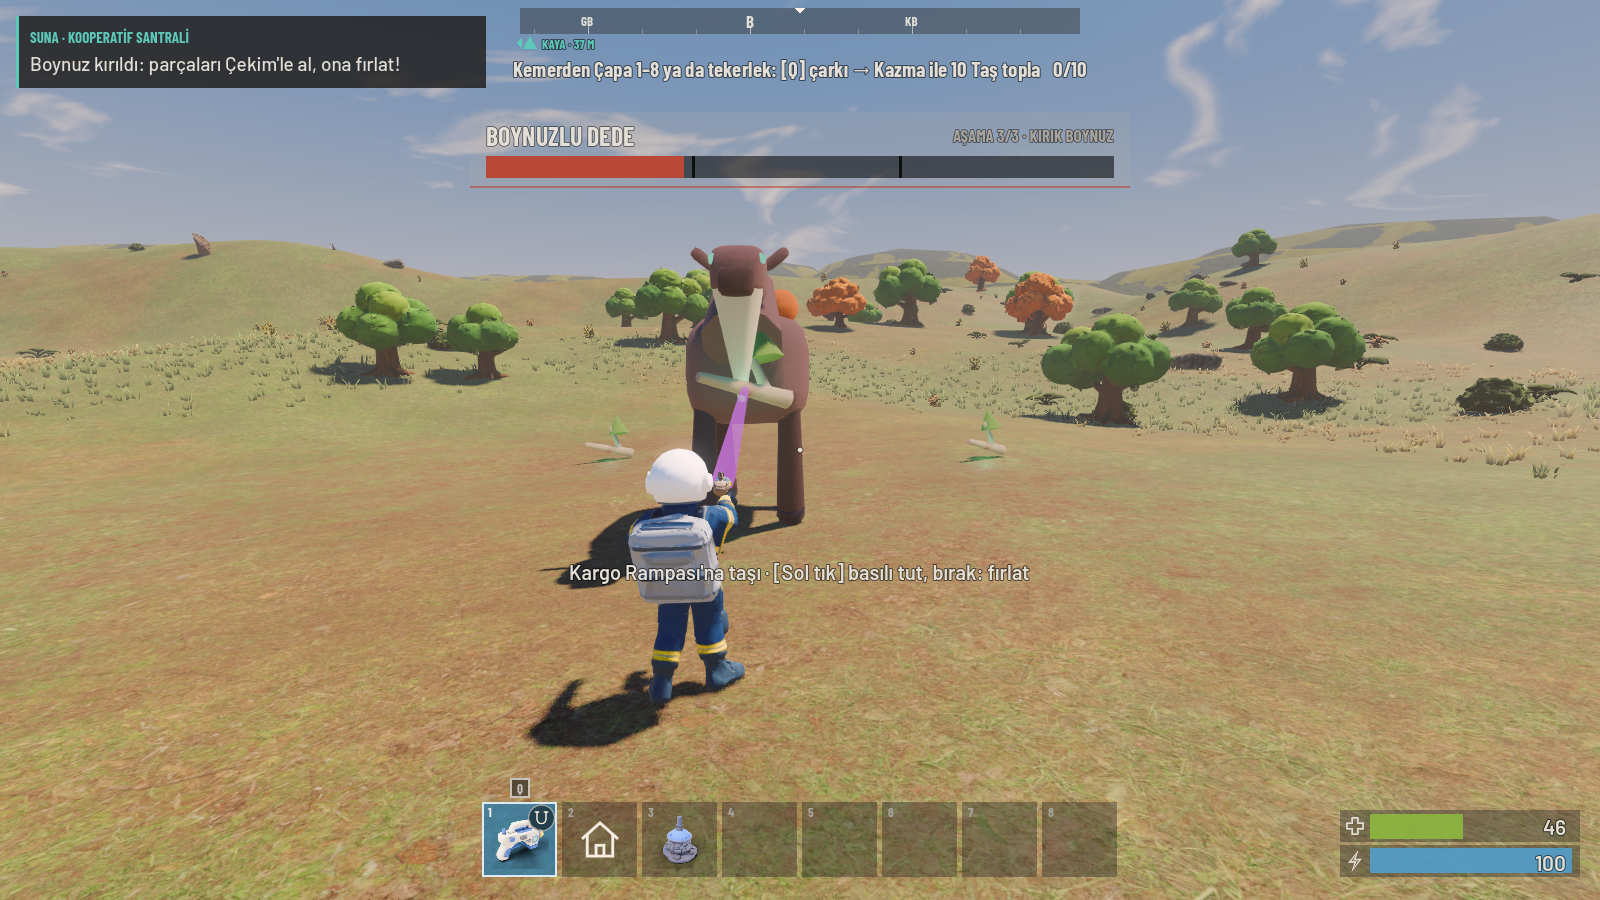 SUNA · KOOPERATİF SANTRALİ
Boynuz kırıldı: parçaları Çekim'le al, ona fırlat!
GB
B
KB
KAYA · 37 M
Kemerden Çapa 1-8 ya da tekerlek: [Q] çarkı → Kazma ile 10 Taş topla 0/10
BOYNUZLU DEDE
AŞAMA 3/3 · KIRIK BOYNUZ
Kargo Rampası'na taşı · [Sol tık] basılı tut, bırak: fırlat
Q
1
U
2
3
4
5
6
7
8
46
100